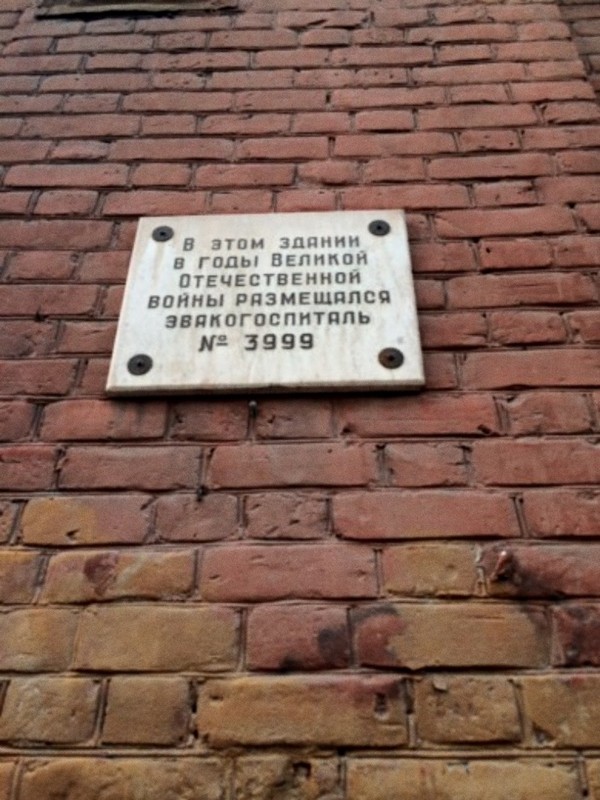 В этом здании
в годы Великой
Отечественной
войны размещался
эвакогоспиталь
№ 3999